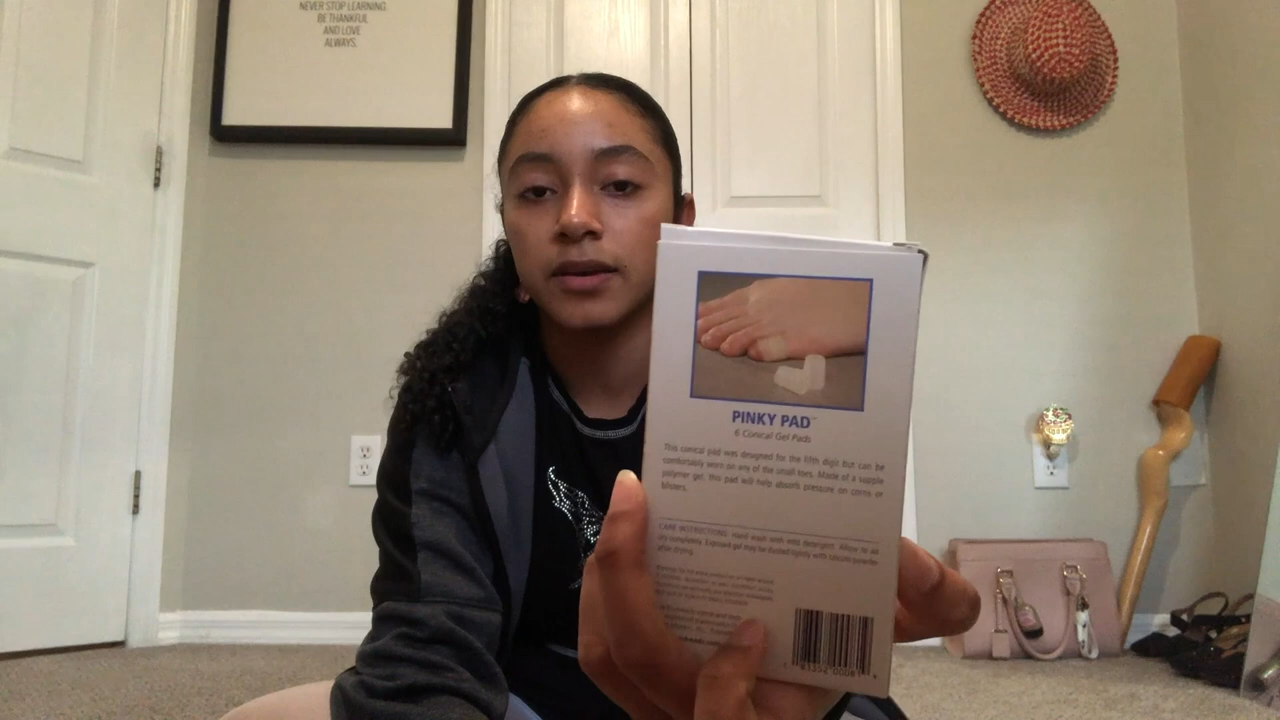 NEVER STOP LEARNING
BE THANKFUL
AND LOVE
ALWAYS.
PINKY PAD™
6 Conical Gel Pads
This conical pad was designed for the fifth digit but can be
comfortably worn on any of the small toes. Made of a supple
polymer gel, this pad will help absorb pressure on corns or
blisters.
CARE INSTRUCTIONS: Hand wash with mild detergent. Allow to air
dry completely. Exposed gel may be dusted lightly with talcum powder
after drying.